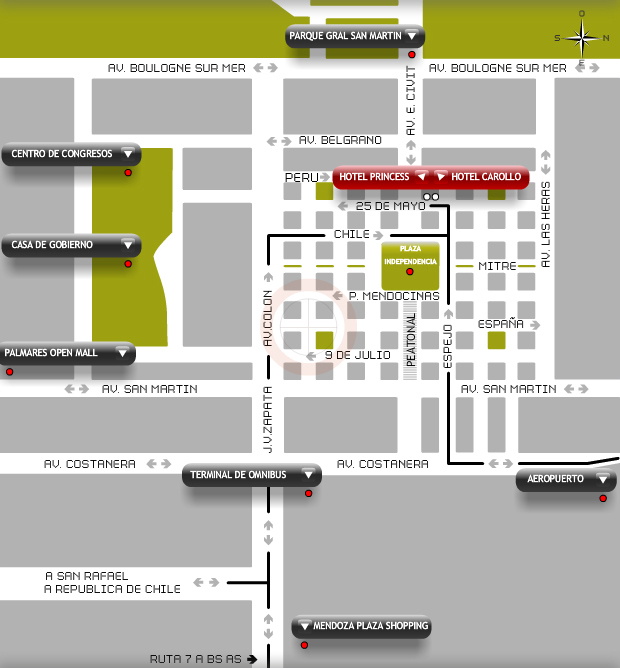 PARQUE GRAL SAN MARTIN
O
S N
E
AV. BOULOGNE SUR MER
AV. BOULOGNE SUR MER
AV. E. CIVIT
AV. BELGRANO
CENTRO DE CONGRESOS
PERU
HOTEL PRINCESS
HOTEL CAROLLO
25 DE MAYO
AV. LAS HERAS
CHILE
CASA DE GOBIERNO
PLAZA
INDEPENDENCIA
MITRE
P. MENDOCINAS
AV.COLON
ESPAÑA
PEATONAL
ESPEJO
PALMARES OPEN MALL
9 DE JULIO
AV. SAN MARTIN
AV. SAN MARTIN
J.V.ZAPATA
AV. COSTANERA
AV. COSTANERA
TERMINAL DE OMNIBUS
AEROPUERTO
A SAN RAFAEL
A REPUBLICA DE CHILE
MENDOZA PLAZA SHOPPING
RUTA 7 A BS AS